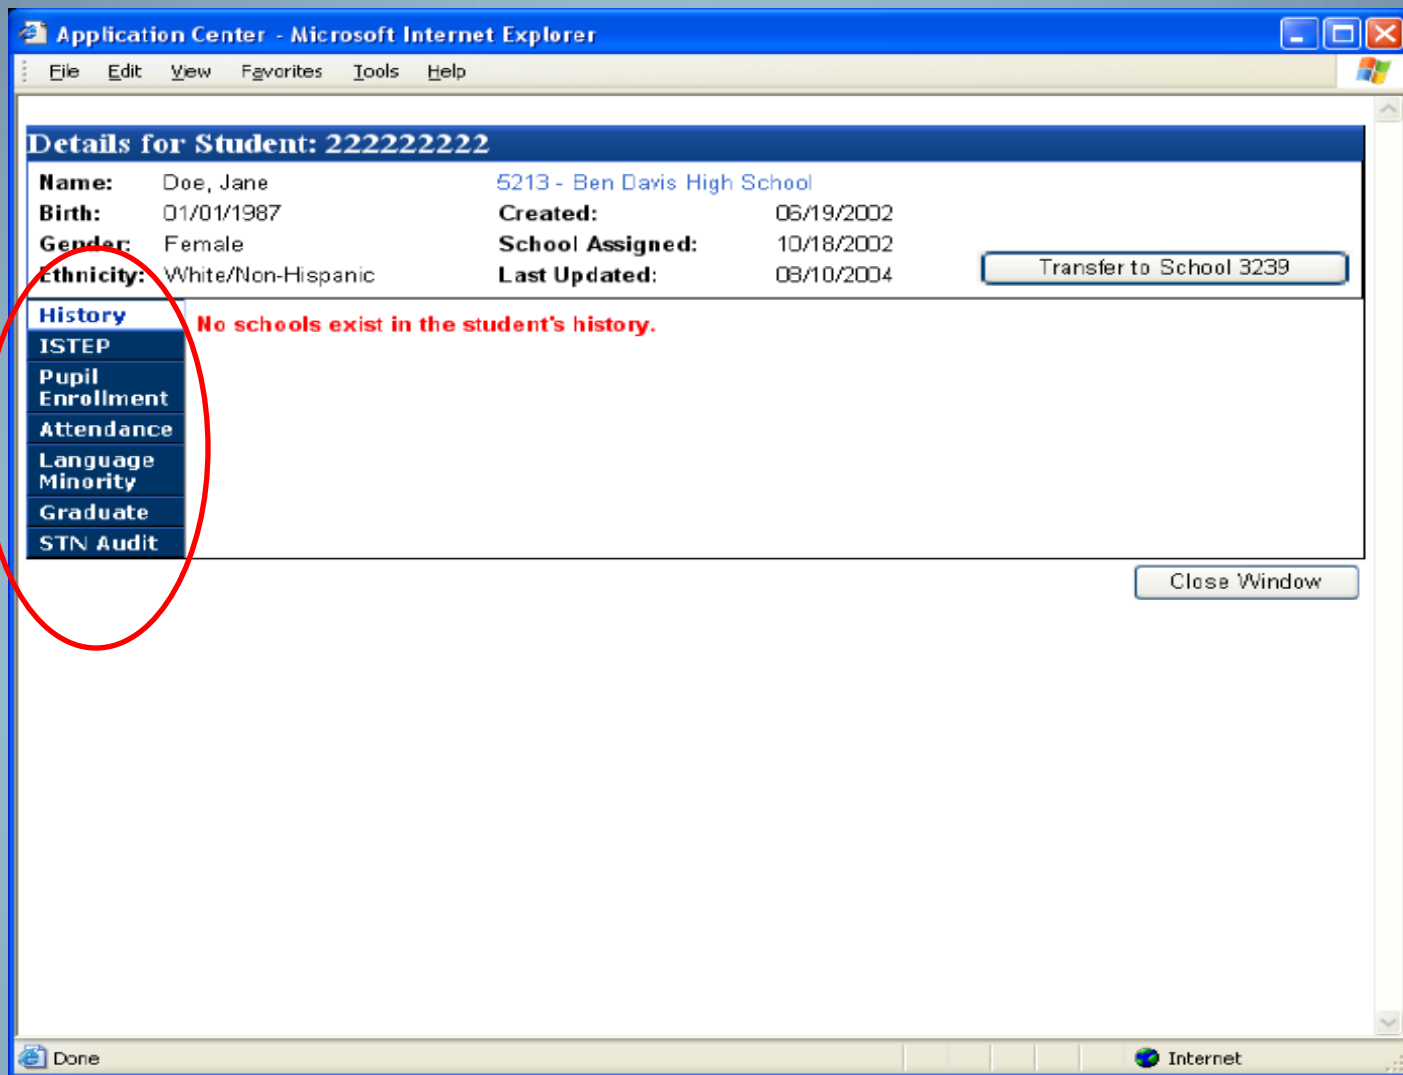 Application Center - Microsoft Internet Explorer
File Edit View Favorites Tools Help
Details for Student: 222222222
Name: Doe, Jane 5213 - Ben Davis High School
Birth: 01/01/1987 Created: 06/19/2002
Gender: Female School Assigned: 10/18/2002
Ethnicity: White/Non-Hispanic Last Updated: 08/10/2004 Transfer to School 3239
History No schools exist in the student's history.
ISTEP
Pupil
Enrollment
Attendance
Language
Minority
Graduate
STN Audit
Close Window
Done Internet